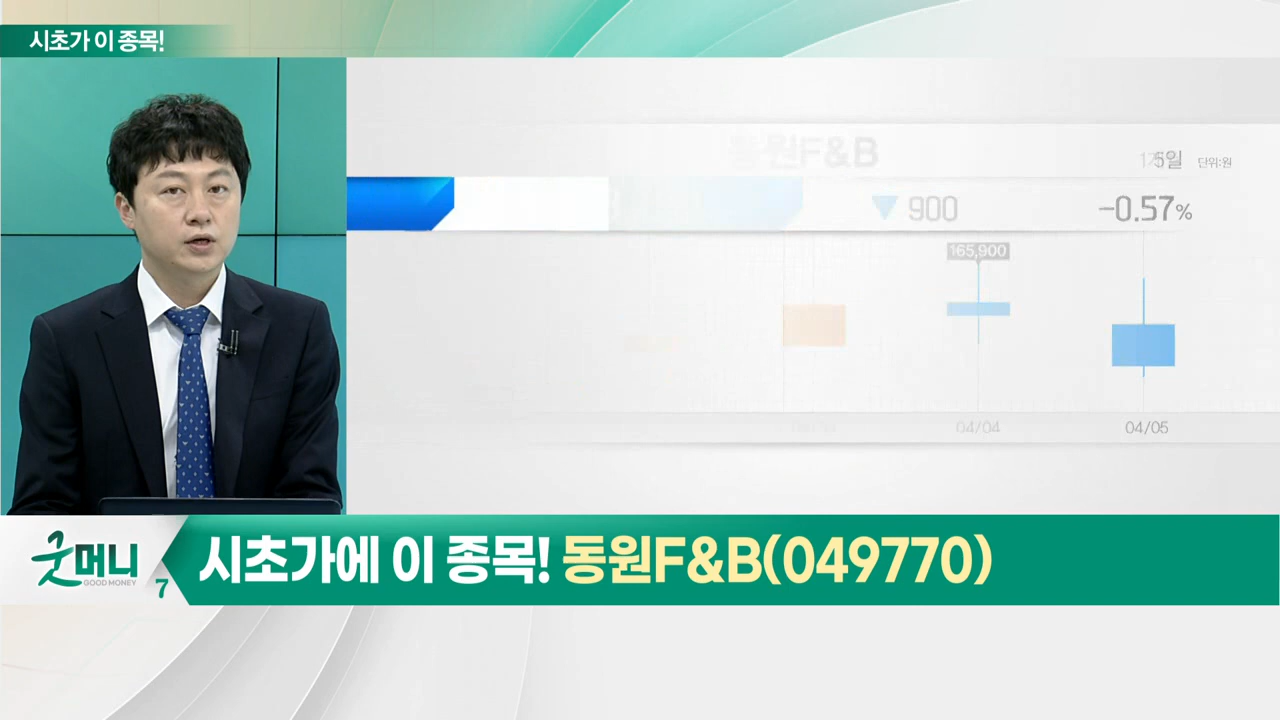 시초가 이 종목!
동원F&B
5일 단위:원
▼ 900 -0.57%
165,900
04/04 04/05
굿머니
GOOD MONEY
7
시초가에 이 종목! 동원F&B(049770)